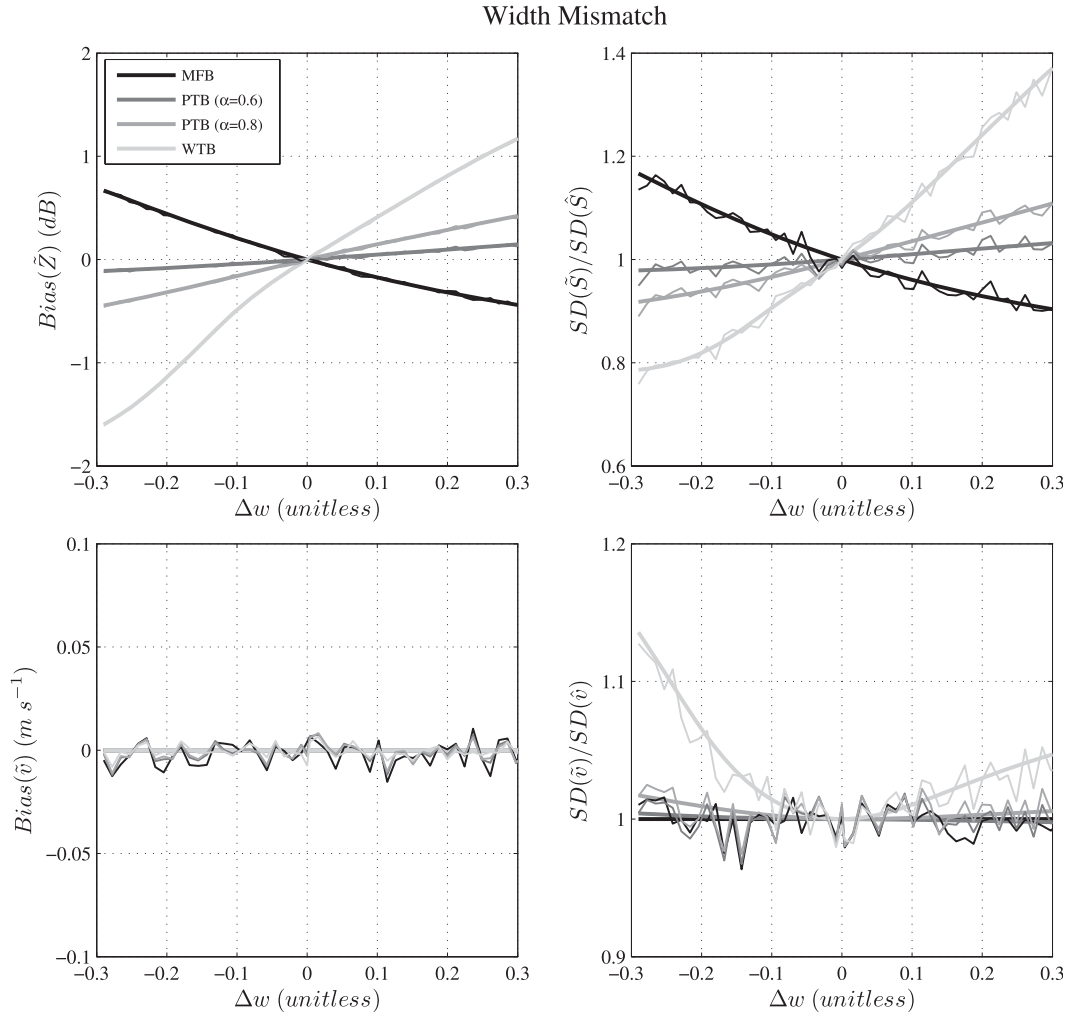 Width Mismatch
2
1
0
−1
−2
−0.3 −0.2 −0.1 0 0.1 0.2 0.3
Bias(Z̃) (dB)
Δw (unitless)
MFB
PTB (α=0.6)
PTB (α=0.8)
WTB
1.4
1.2
1
0.8
0.6
−0.3 −0.2 −0.1 0 0.1 0.2 0.3
SD(S̃)/SD(Ŝ)
Δw (unitless)
0.1
0.05
0
−0.05
−0.1
−0.3 −0.2 −0.1 0 0.1 0.2 0.3
Bias(ṽ) (m s⁻¹)
Δw (unitless)
1.2
1.1
1
0.9
−0.3 −0.2 −0.1 0 0.1 0.2 0.3
SD(ṽ)/SD(v̂)
Δw (unitless)